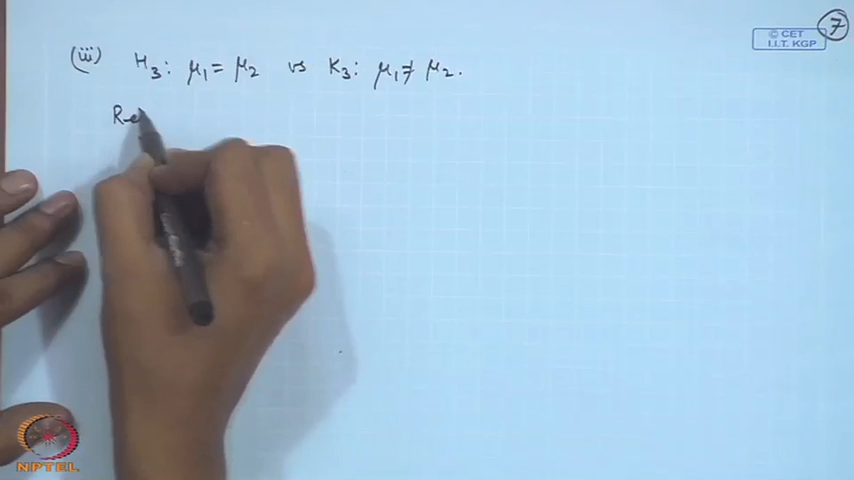 7
© CET
I.I.T. KGP
(iii) H₃: μ₁ = μ₂ vs K₃: μ₁ ≠ μ₂.
Re
NPTEL